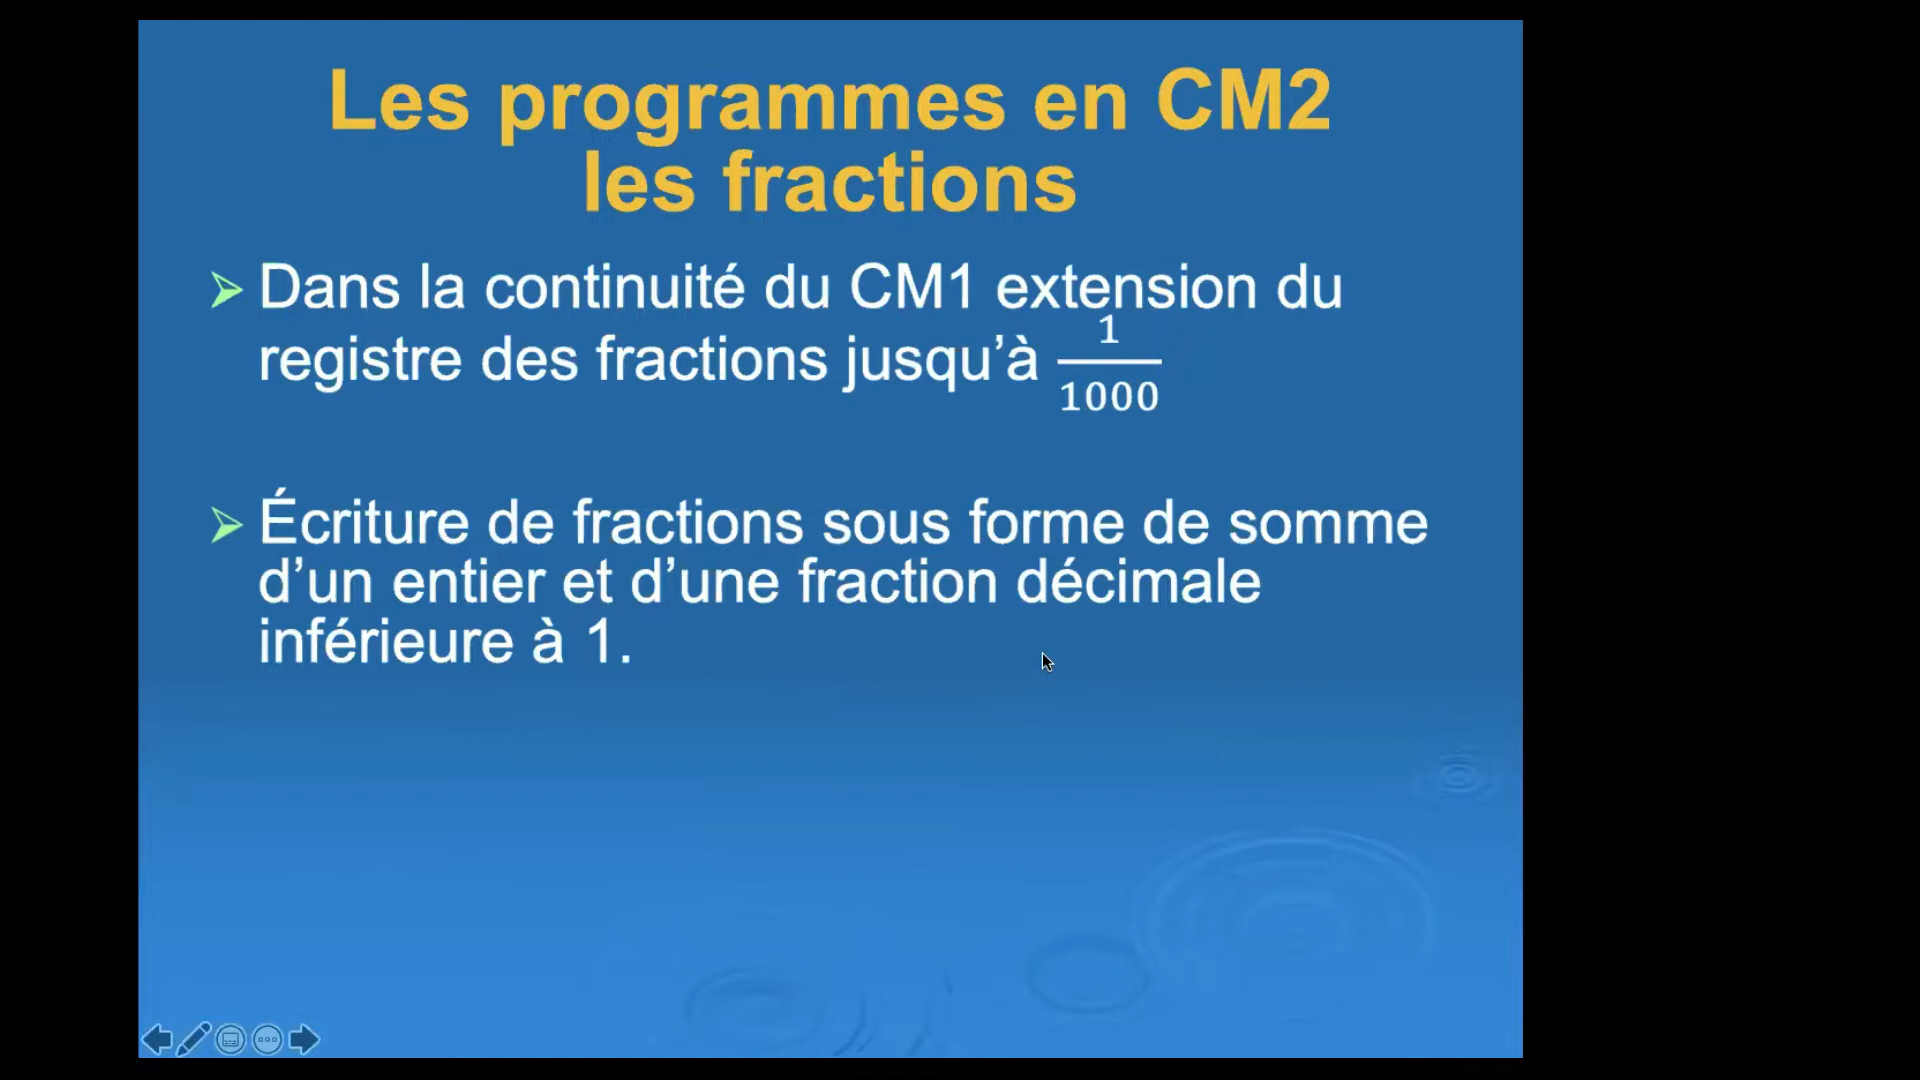 Les programmes en CM2
les fractions
Dans la continuité du CM1 extension du
registre des fractions jusqu’à 1/1000
Écriture de fractions sous forme de somme
d’un entier et d’une fraction décimale
inférieure à 1.